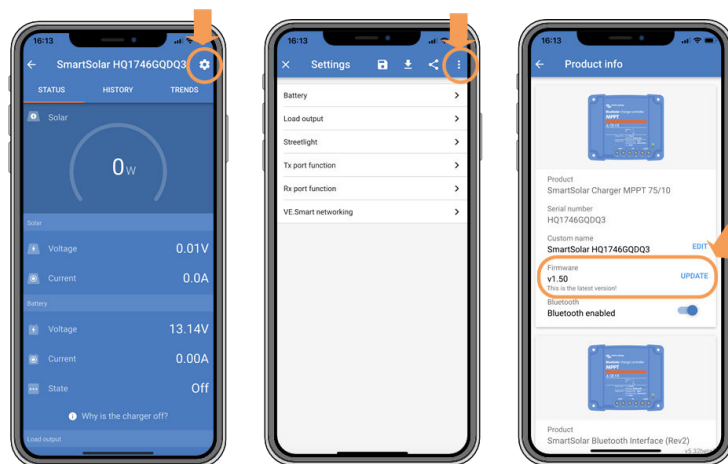 16:13
SmartSolar HQ1746GQDQ3
STATUS HISTORY TRENDS
Solar
0W
Solar
Voltage 0.01V
Current 0.0A
Battery
Voltage 13.14V
Current 0.00A
State Off
Why is the charger off?
Load output
16:13
Settings
Battery
Load output
Streetlight
Tx port function
Rx port function
VE.Smart networking
16:13
Product info
MPPT
Product
SmartSolar Charger MPPT 75/10
Serial number
HQ1746GQDQ3
Custom name
SmartSolar HQ1746GQDQ3 EDIT
Firmware
v1.50 UPDATE
This is the latest version!
Bluetooth
Bluetooth enabled
MPPT
Product
SmartSolar Bluetooth Interface (Rev2)